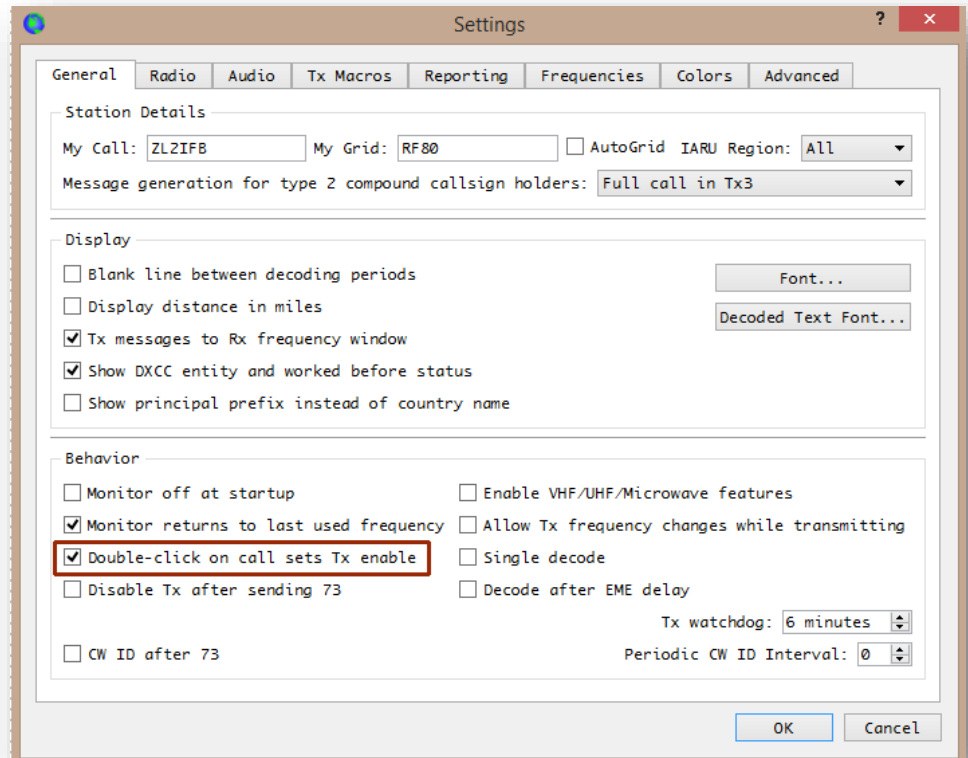 Settings
?
×
General Radio Audio Tx Macros Reporting Frequencies Colors Advanced
Station Details
My Call: ZL2IFB My Grid: RF80 AutoGrid IARU Region: All
Message generation for type 2 compound callsign holders: Full call in Tx3
Display
Blank line between decoding periods
Font...
Display distance in miles
Decoded Text Font...
Tx messages to Rx frequency window
Show DXCC entity and worked before status
Show principal prefix instead of country name
Behavior
Monitor off at startup Enable VHF/UHF/Microwave features
Monitor returns to last used frequency Allow Tx frequency changes while transmitting
Double-click on call sets Tx enable Single decode
Disable Tx after sending 73 Decode after EME delay
Tx watchdog: 6 minutes
CW ID after 73 Periodic CW ID Interval: 0
OK Cancel